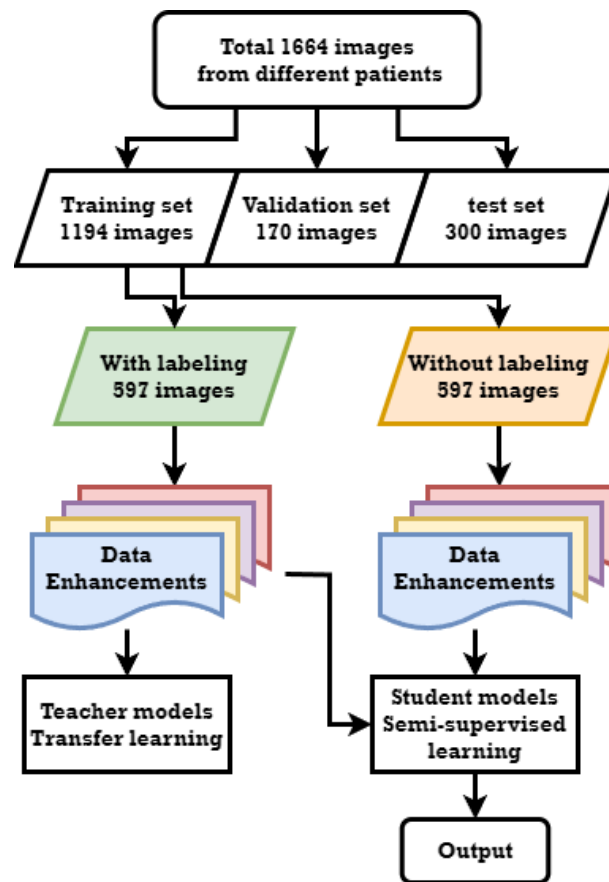 Total 1664 images
from different patients
Training set
1194 images
Validation set
170 images
test set
300 images
With labeling
597 images
Without labeling
597 images
Data
Enhancements
Data
Enhancements
Teacher models
Transfer learning
Student models
Semi-supervised
learning
Output